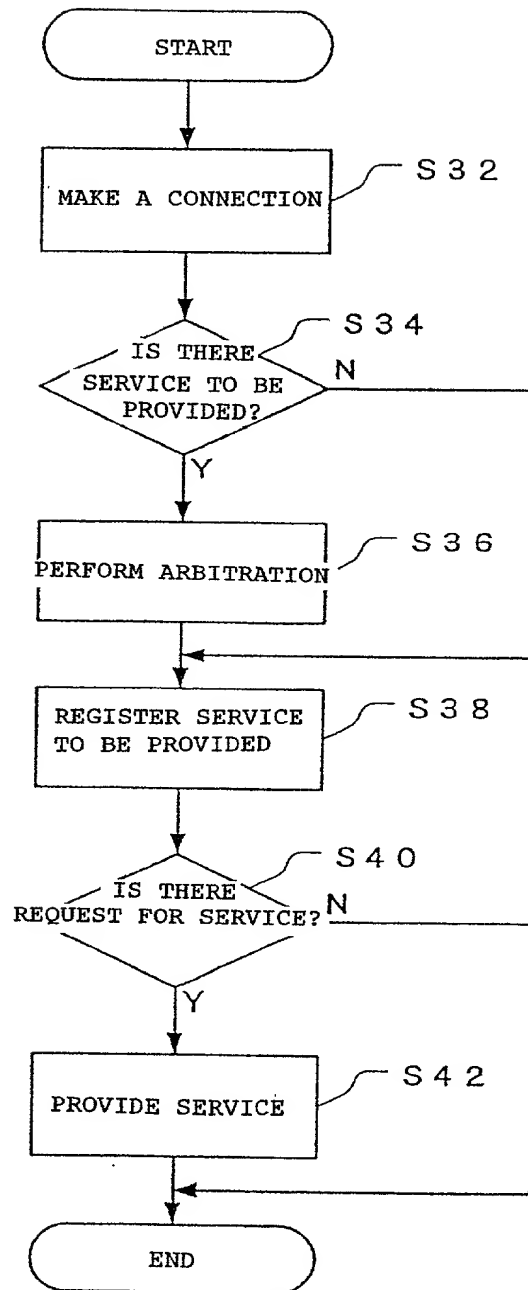 START
MAKE A CONNECTION
S32
S34
IS THERE
SERVICE TO BE
PROVIDED?
N
Y
PERFORM ARBITRATION
S36
REGISTER SERVICE
TO BE PROVIDED
S38
S40
IS THERE
REQUEST FOR SERVICE?
N
Y
PROVIDE SERVICE
S42
END